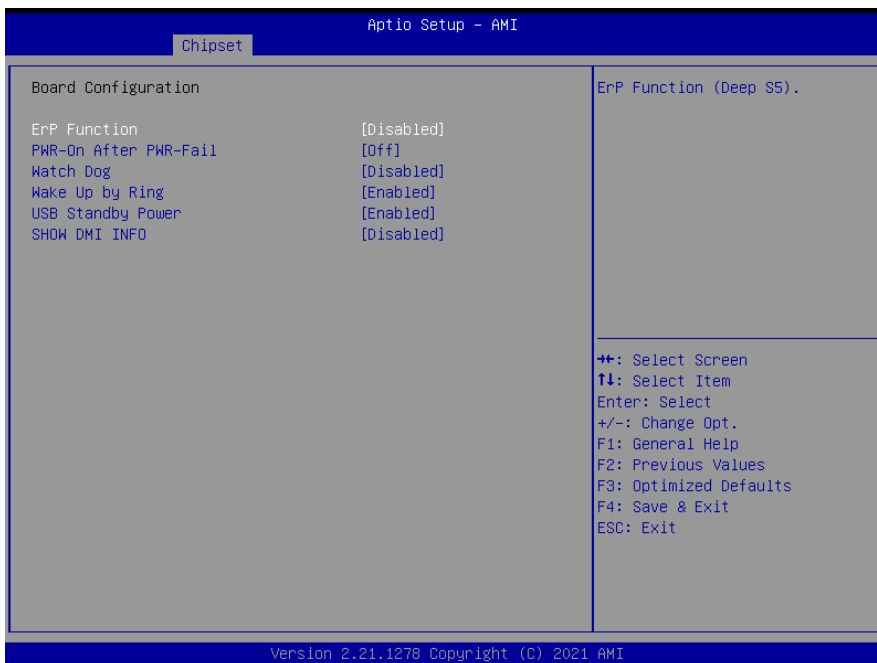 Aptio Setup – AMI
Chipset
Board Configuration
ErP Function [Disabled]
PWR-On After PWR-Fail [Off]
Watch Dog [Disabled]
Wake Up by Ring [Enabled]
USB Standby Power [Enabled]
SHOW DMI INFO [Disabled]
ErP Function (Deep S5).
→←: Select Screen
↑↓: Select Item
Enter: Select
+/-: Change Opt.
F1: General Help
F2: Previous Values
F3: Optimized Defaults
F4: Save & Exit
ESC: Exit
Version 2.21.1278 Copyright (C) 2021 AMI